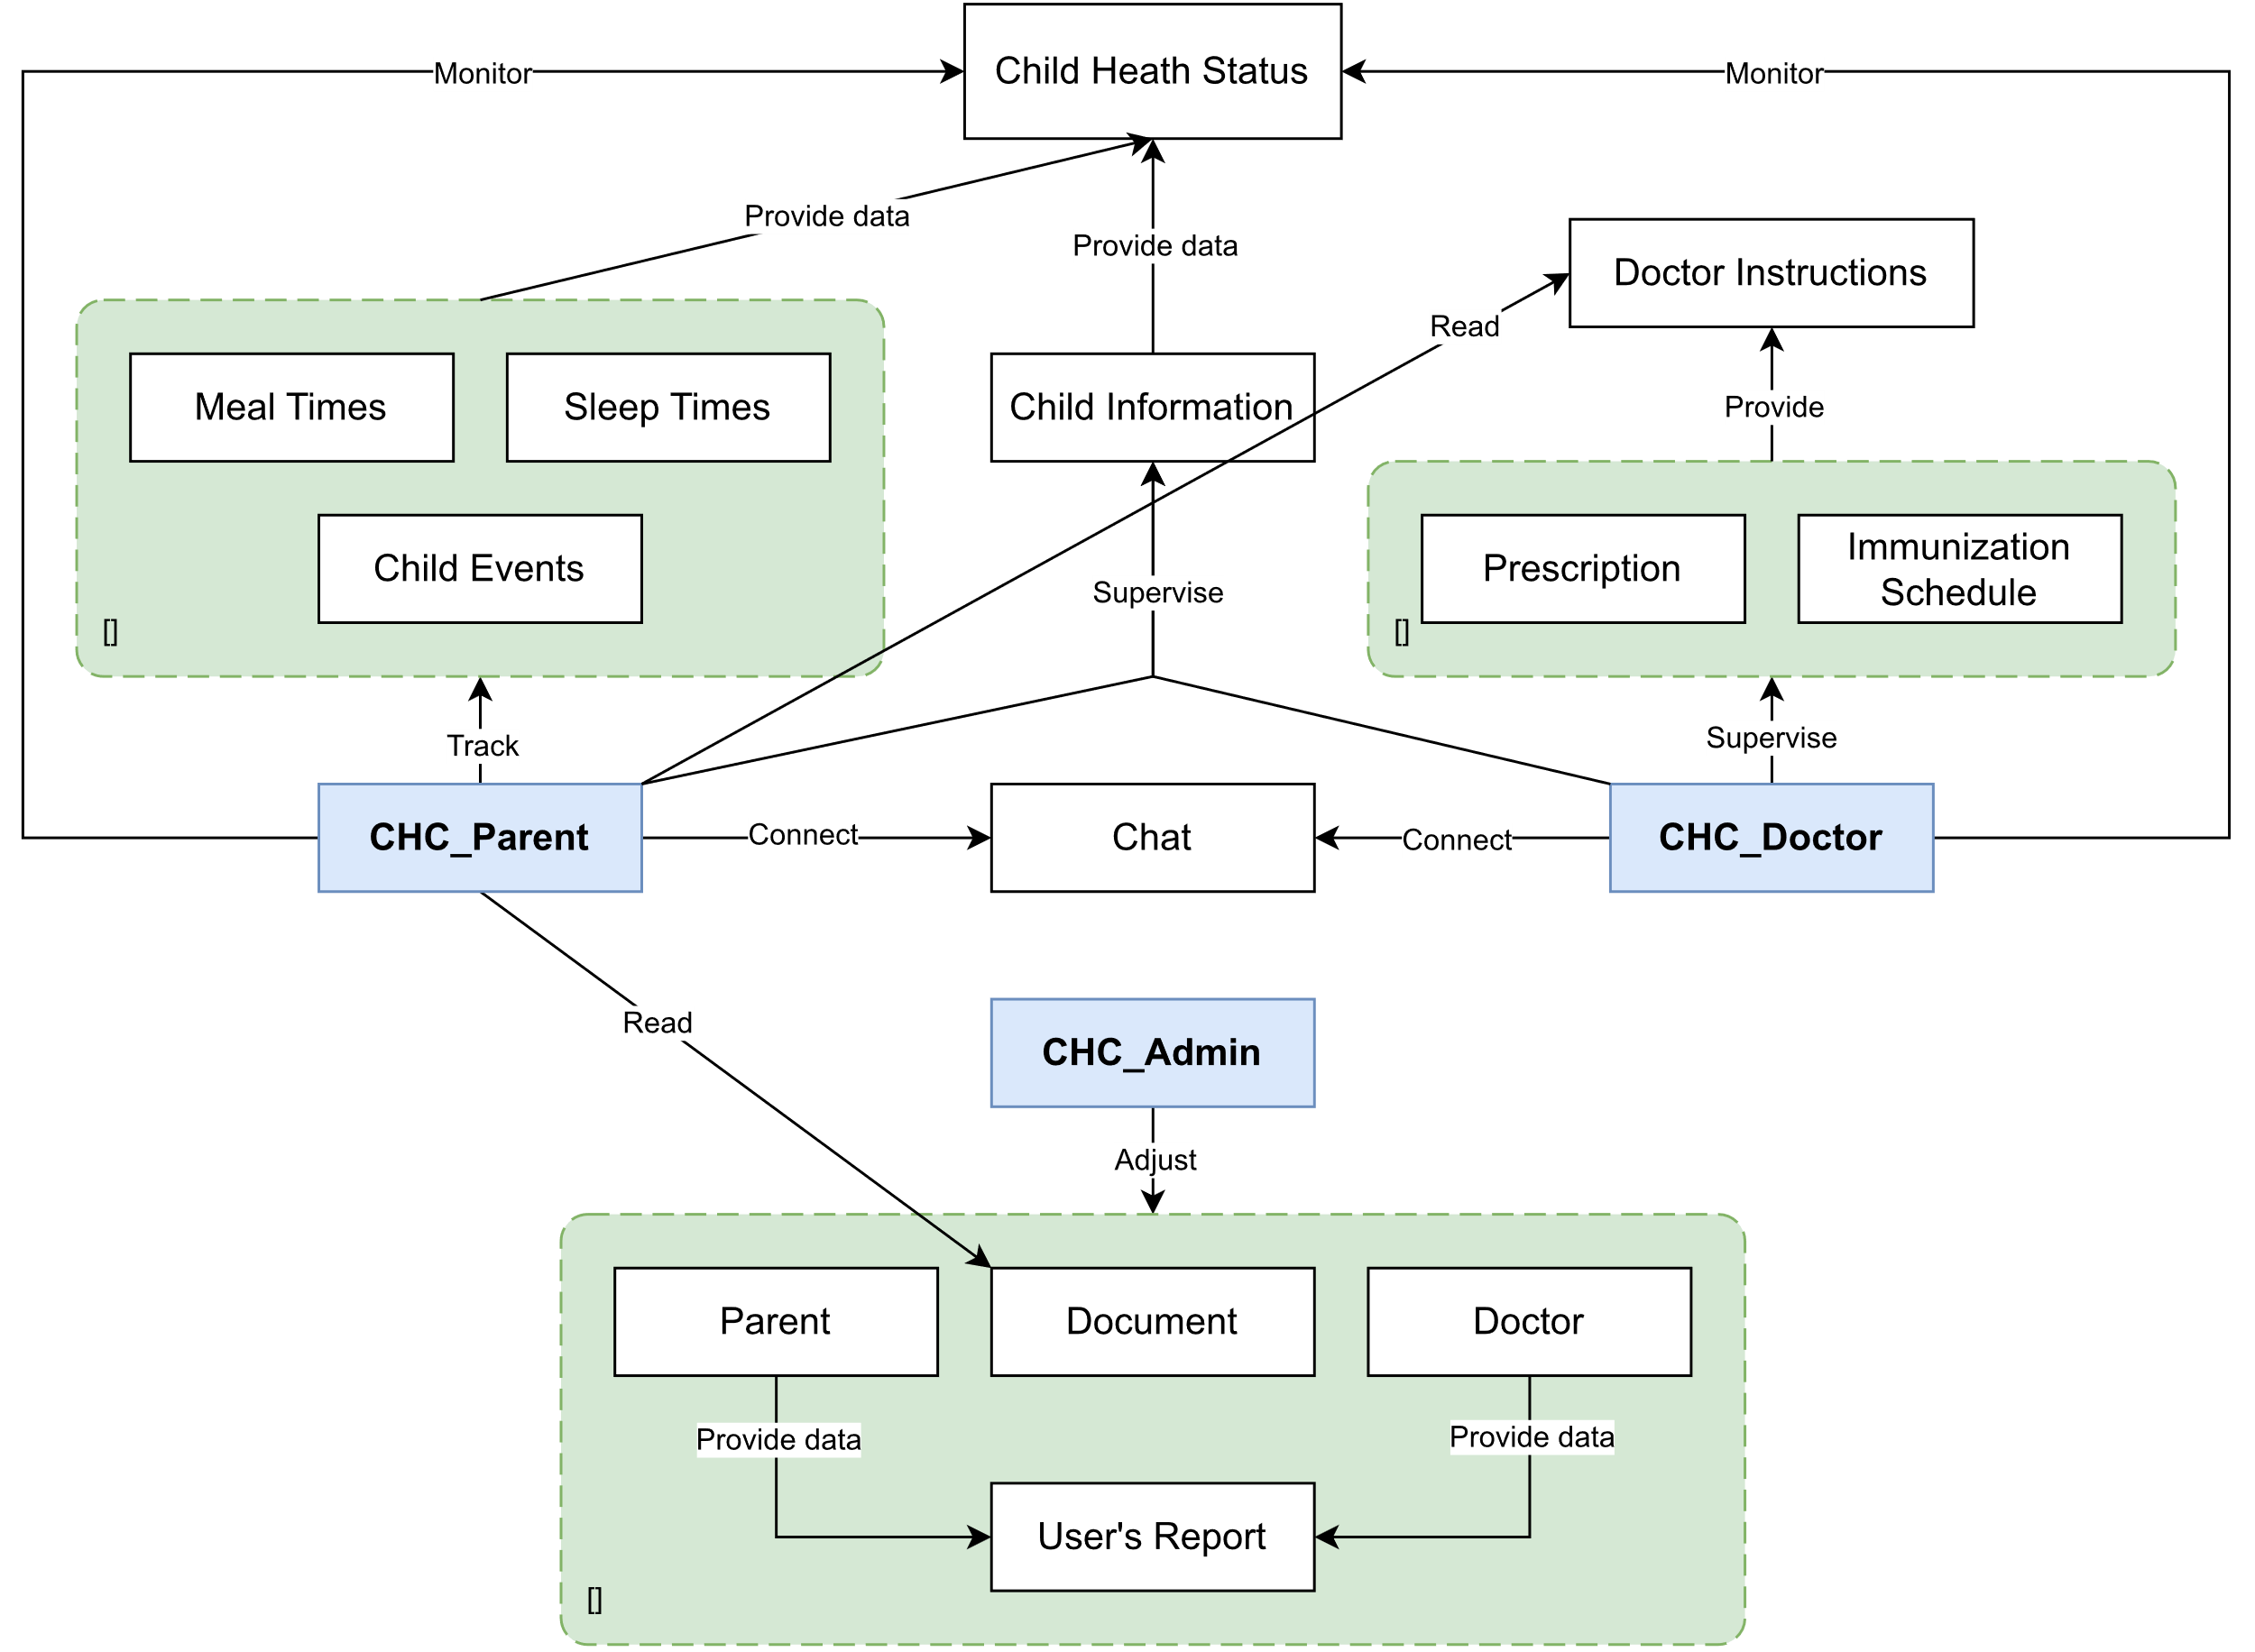 Child Heath Status
Monitor
Monitor
Provide data
Provide data
Doctor Instructions
Read
Meal Times
Sleep Times
Child Information
Provide
Child Events
Prescription
Immunization
Schedule
Supervise
[]
[]
Track
Supervise
CHC_Parent
Connect
Chat
Connect
CHC_Doctor
Read
CHC_Admin
Adjust
Parent
Document
Doctor
Provide data
Provide data
User's Report
[]